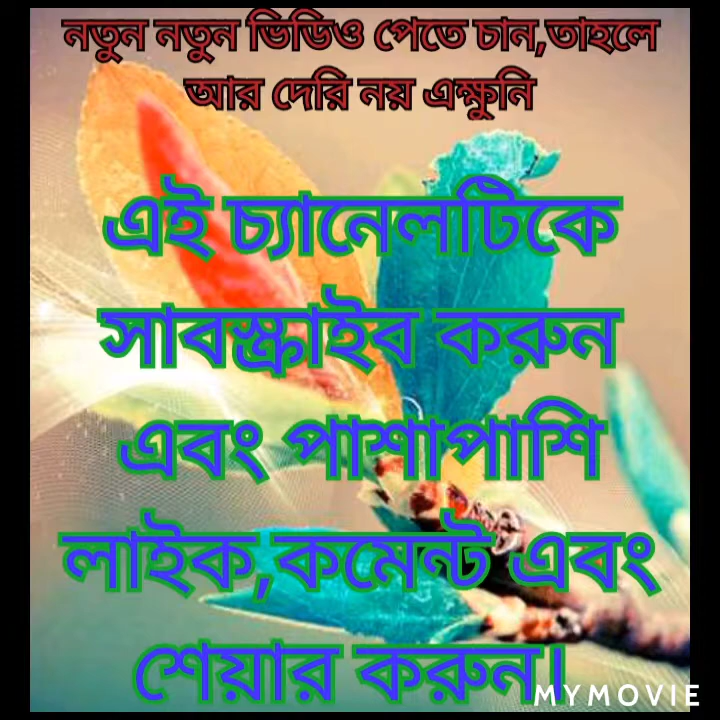 নতুন নতুন ভিডিও পেতে চান,তাহলে
আর দেরি নয় এক্ষুনি
এই চ্যানেলটিকে
সাবস্ক্রাইব করুন
এবং পাশাপাশি
লাইক,কমেন্ট এবং
শেয়ার করুন।
MYMOVIE